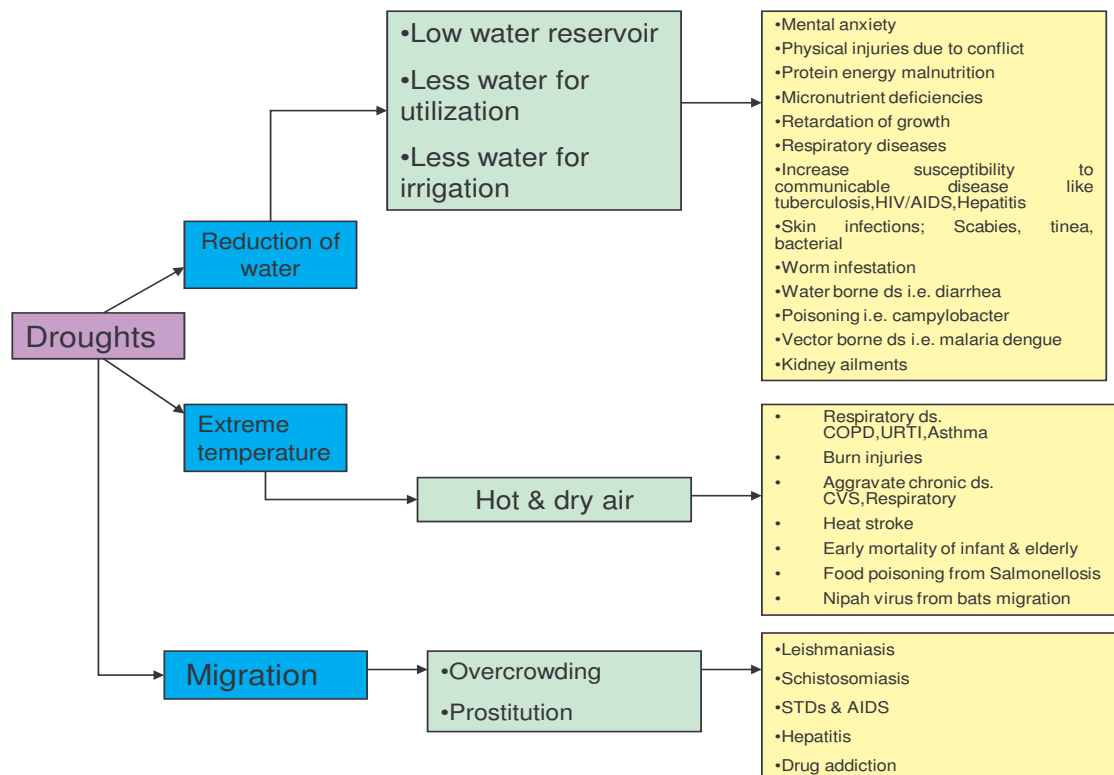 Droughts
Reduction of
water
•Low water reservoir
•Less water for
utilization
•Less water for
irrigation
•Mental anxiety
•Physical injuries due to conflict
•Protein energy malnutrition
•Micronutrient deficiencies
•Retardation of growth
•Respiratory diseases
•Increase susceptibility to
communicable disease like
tuberculosis,HIV/AIDS,Hepatitis
•Skin infections; Scabies, tinea,
bacterial
•Worm infestation
•Water borne ds i.e. diarrhea
•Poisoning i.e. campylobacter
•Vector borne ds i.e. malaria dengue
•Kidney ailments
Extreme
temperature
Hot & dry air
• Respiratory ds.
COPD,URTI,Asthma
• Burn injuries
• Aggravate chronic ds.
CVS,Respiratory
• Heat stroke
• Early mortality of infant & elderly
• Food poisoning from Salmonellosis
• Nipah virus from bats migration
Migration
•Overcrowding
•Prostitution
•Leishmaniasis
•Schistosomiasis
•STDs & AIDS
•Hepatitis
•Drug addiction